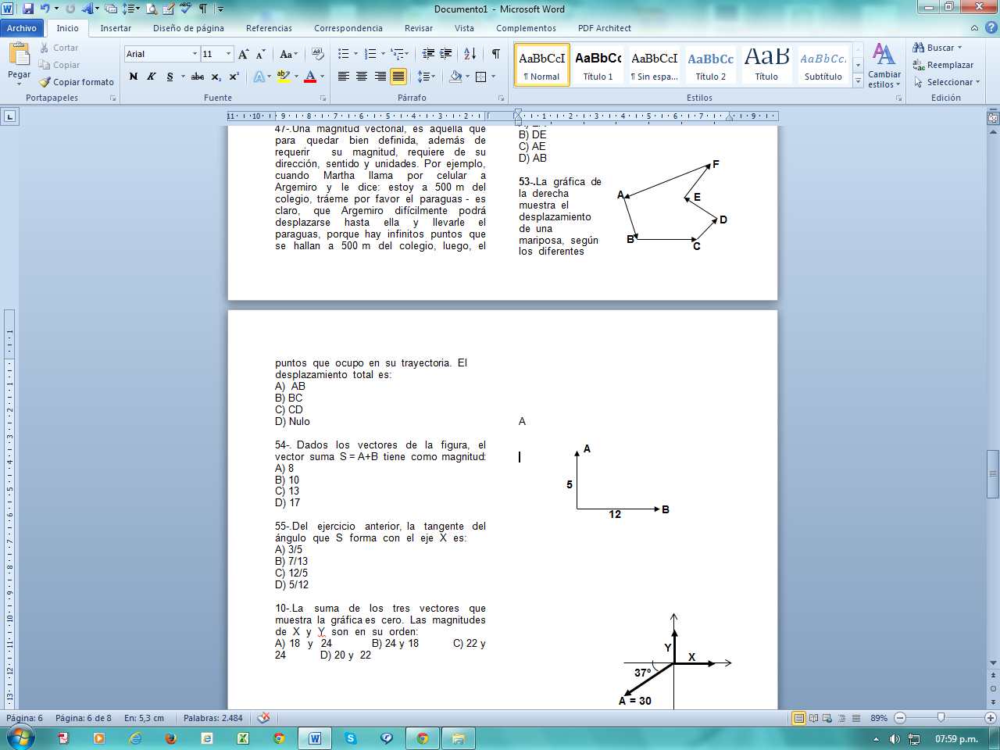 Documento1 - Microsoft Word
Archivo
Inicio
Insertar
Diseño de página
Referencias
Correspondencia
Revisar
Vista
Complementos
PDF Architect
Pegar
Cortar
Copiar
Copiar formato
Portapapeles
Arial
11
Fuente
Párrafo
AaBbCcI
¶ Normal
AaBbCc
Título 1
AaBbCcI
¶ Sin espa...
AaBbCc
Título 2
AaB
Título
AaBbCc.
Subtítulo
Estilos
Cambiar estilos
Buscar
Reemplazar
Seleccionar
Edición
47-.Una magnitud vectorial, es aquella que
para quedar bien definida, además de
requerir su magnitud, requiere de su
dirección, sentido y unidades. Por ejemplo,
cuando Martha llama por celular a
Argemiro y le dice: estoy a 500 m del
colegio, tráeme por favor el paraguas - es
claro, que Argemiro difícilmente podrá
desplazarse hasta ella y llevarle el
paraguas, porque hay infinitos puntos que
se hallan a 500 m del colegio, luego, el
B) DE
C) AE
D) AB
53-.La gráfica de
la derecha
muestra el
desplazamiento
de una
mariposa, según
los diferentes
F
A
E
D
B
C
puntos que ocupo en su trayectoria. El
desplazamiento total es:
A) AB
B) BC
C) CD
D) Nulo
54-. Dados los vectores de la figura, el
vector suma S = A+B tiene como magnitud:
A) 8
B) 10
C) 13
D) 17
55-.Del ejercicio anterior, la tangente del
ángulo que S forma con el eje X es:
A) 3/5
B) 7/13
C) 12/5
D) 5/12
10-.La suma de los tres vectores que
muestra la gráfica es cero. Las magnitudes
de X y Y son en su orden:
A) 18 y 24 B) 24 y 18 C) 22 y
24 D) 20 y 22
A
A
5
12
B
Y
X
37º
A = 30
Página: 6
Página: 6 de 8
En: 5,3 cm
Palabras: 2.484
89%
07:59 p.m.